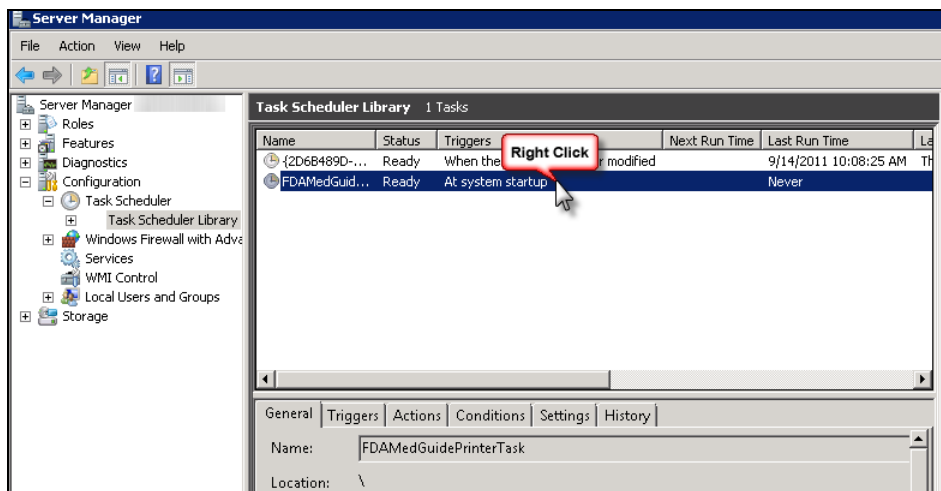 Server Manager
File Action View Help
Server Manager
Roles
Features
Diagnostics
Configuration
Task Scheduler
Task Scheduler Library
Windows Firewall with Adva
Services
WMI Control
Local Users and Groups
Storage
Task Scheduler Library 1 Tasks
Name Status Triggers Next Run Time Last Run Time La
{2D6B489D-... Ready When the r modified 9/14/2011 10:08:25 AM Th
FDAMedGuid... Ready At system startup Never
Right Click
General Triggers Actions Conditions Settings History
Name: FDAMedGuidePrinterTask
Location: \